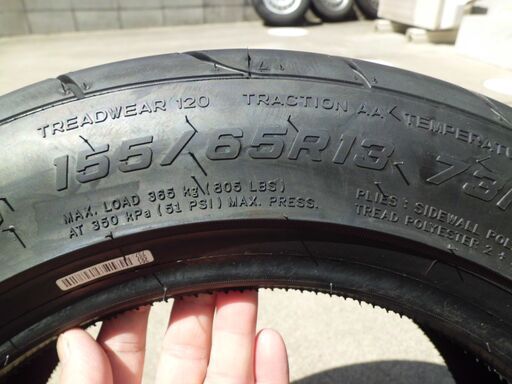 TREADWEAR 120 TRACTION AA TEMPERATU
155/65R13 73
MAX. LOAD 365 kg (805 LBS)
AT 350 kPa (51 PSI) MAX. PRESS.
PLIES : SIDEWALL POL
TREAD POLYESTER 2